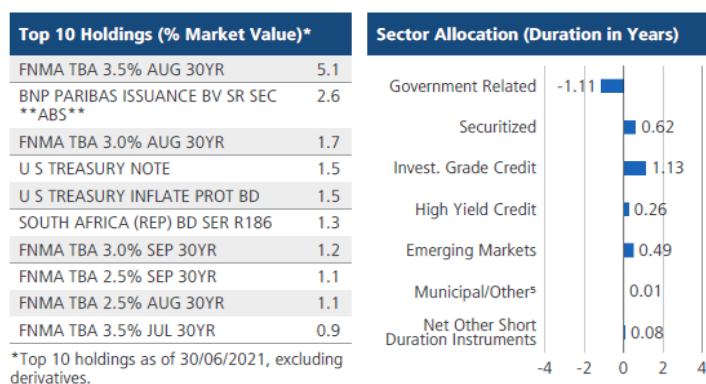 Top 10 Holdings (% Market Value)*
FNMA TBA 3.5% AUG 30YR 5.1
BNP PARIBAS ISSUANCE BV SR SEC 2.6
**ABS**
FNMA TBA 3.0% AUG 30YR 1.7
U S TREASURY NOTE 1.5
U S TREASURY INFLATE PROT BD 1.5
SOUTH AFRICA (REP) BD SER R186 1.3
FNMA TBA 3.0% SEP 30YR 1.2
FNMA TBA 2.5% SEP 30YR 1.1
FNMA TBA 2.5% AUG 30YR 1.1
FNMA TBA 3.5% JUL 30YR 0.9
*Top 10 holdings as of 30/06/2021, excluding
derivatives.
Sector Allocation (Duration in Years)
Government Related -1.11
Securitized 0.62
Invest. Grade Credit 1.13
High Yield Credit 0.26
Emerging Markets 0.49
Municipal/Other⁵ 0.01
Net Other Short
Duration Instruments 0.08
-4 -2 0 2 4